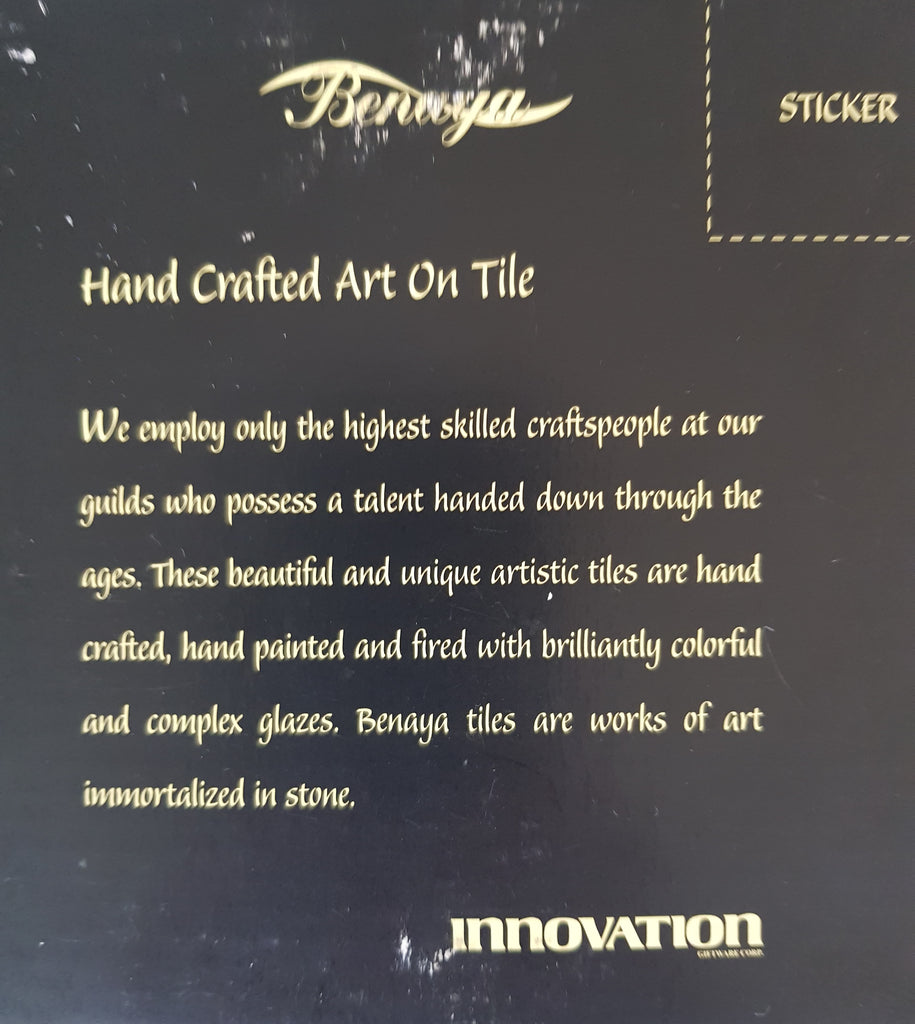 Benaya
STICKER
Hand Crafted Art On Tile
We employ only the highest skilled craftspeople at our
guilds who possess a talent handed down through the
ages. These beautiful and unique artistic tiles are hand
crafted, hand painted and fired with brilliantly colorful
and complex glazes. Benaya tiles are works of art
immortalized in stone.
INNOVATION
GIFTWARE CORP.